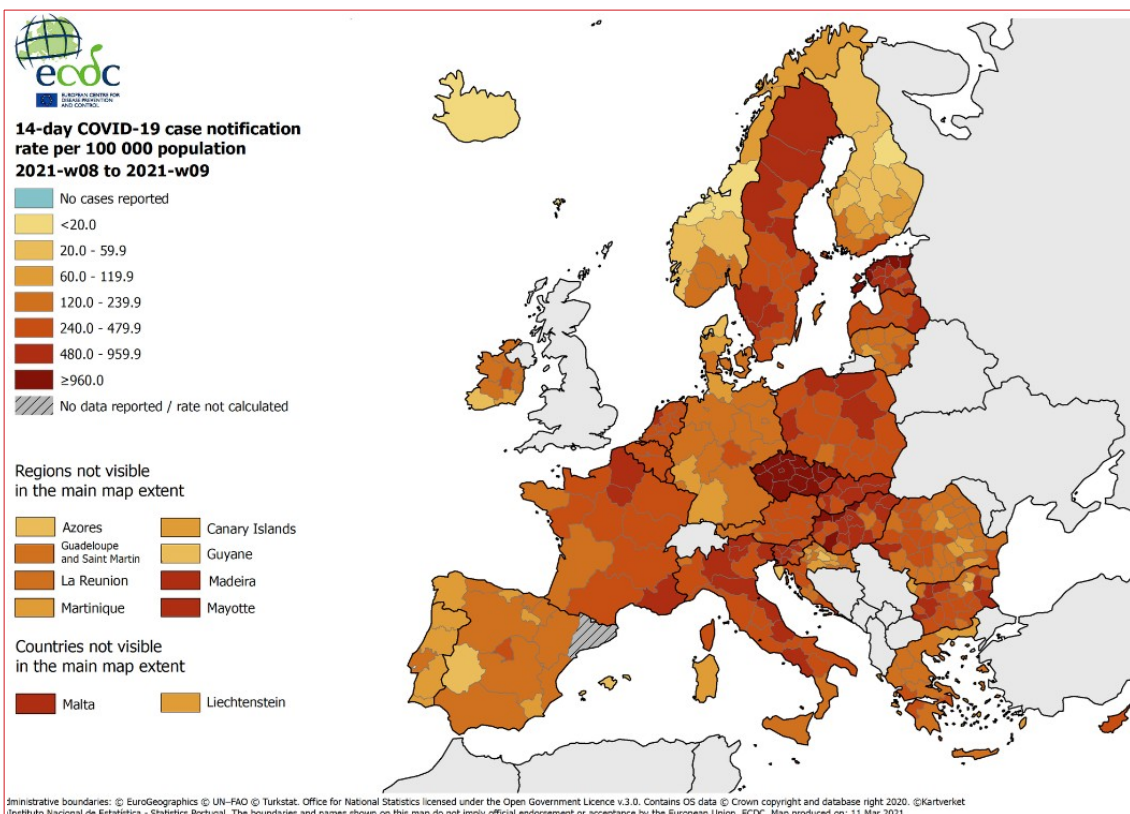 ecdc
EUROPEAN CENTRE FOR
DISEASE PREVENTION
AND CONTROL
14-day COVID-19 case notification
rate per 100 000 population
2021-w08 to 2021-w09
No cases reported
<20.0
20.0 - 59.9
60.0 - 119.9
120.0 - 239.9
240.0 - 479.9
480.0 - 959.9
≥960.0
No data reported / rate not calculated
Regions not visible
in the main map extent
Azores
Canary Islands
Guadeloupe
and Saint Martin
Guyane
La Reunion
Madeira
Martinique
Mayotte
Countries not visible
in the main map extent
Malta
Liechtenstein
dministrative boundaries: © EuroGeographics © UN–FAO © Turkstat. Office for National Statistics licensed under the Open Government Licence v.3.0. Contains OS data © Crown copyright and database right 2020. ©Kartverket
Instituto Nacional de Estatística - Statistics Portugal. The boundaries and names shown on this map do not imply official endorsement or acceptance by the European Union. ECDC. Map produced on: 11 Mar 2021